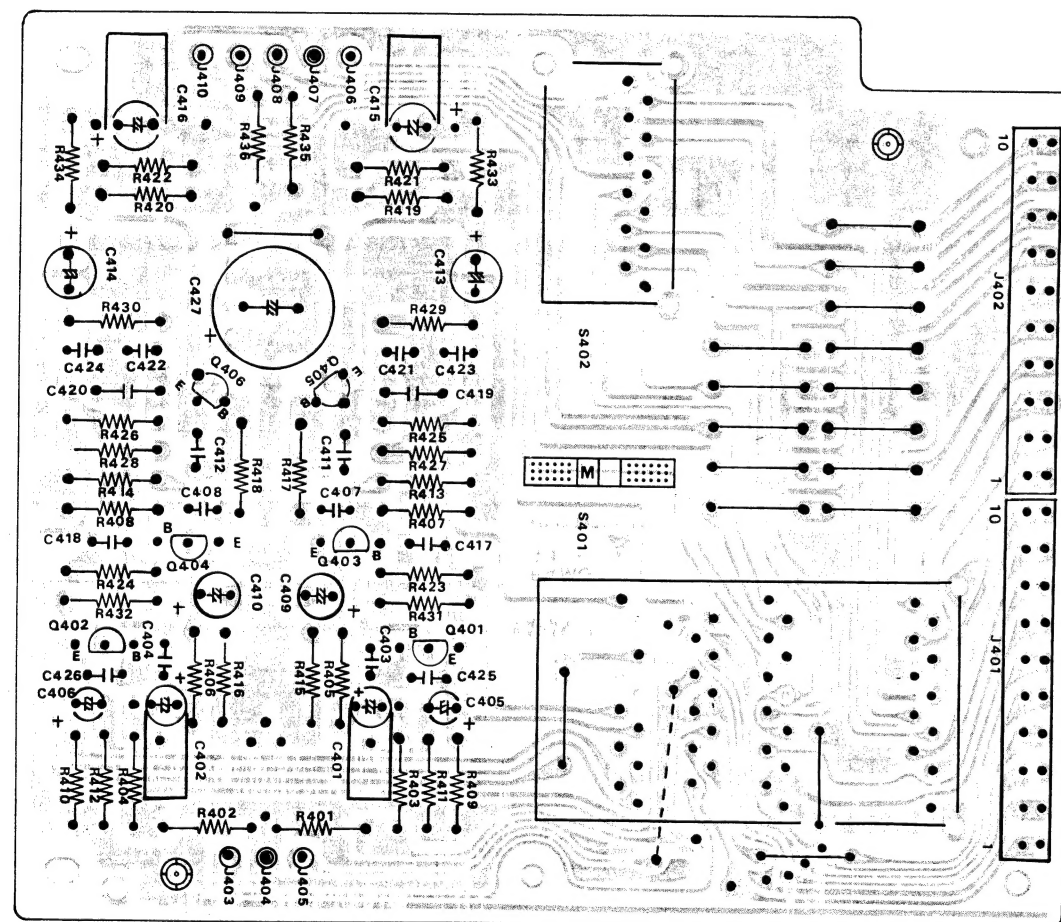 J410
J409
J408
J407
J406
C416
C415
+
+
R434
R436
R435
R433
R422
R420
R421
R419
10
+
+
C414
C413
C427
J402
+
R430
R429
S402
C424
C422
C421
C423
Q406
Q405
E
E
B
B
C420
C419
R426
R425
R428
R427
C412
C411
R418
R417
R414
R413
M
1
C408
C407
R408
R407
S401
10
C418
B
E
E
B
C417
Q404
Q403
R424
R423
C410
C409
R432
R431
+
+
Q402
Q401
E
B
B
E
C404
C403
J401
C426
C425
R406
R416
R415
R405
C406
C405
+
+
+
+
C402
C401
R410
R412
R404
R403
R411
R409
R402
R401
1
J403
J404
J405